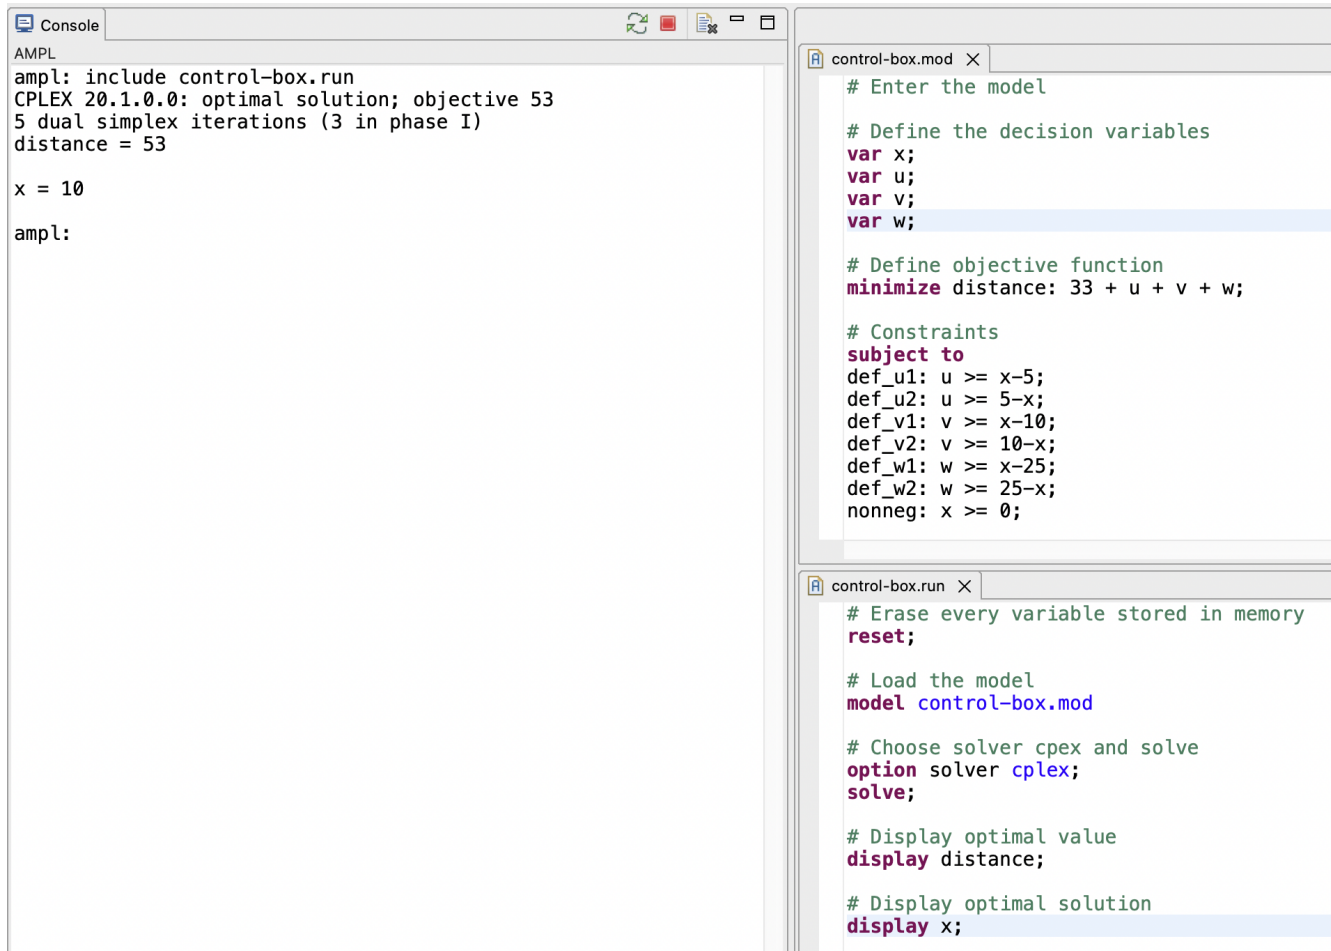 Console
AMPL
ampl: include control-box.run
CPLEX 20.1.0.0: optimal solution; objective 53
5 dual simplex iterations (3 in phase I)
distance = 53
x = 10
ampl:
control-box.mod
# Enter the model
# Define the decision variables
var x;
var u;
var v;
var w;
# Define objective function
minimize distance: 33 + u + v + w;
# Constraints
subject to
def_u1: u >= x-5;
def_u2: u >= 5-x;
def_v1: v >= x-10;
def_v2: v >= 10-x;
def_w1: w >= x-25;
def_w2: w >= 25-x;
nonneg: x >= 0;
control-box.run
# Erase every variable stored in memory
reset;
# Load the model
model control-box.mod
# Choose solver cpex and solve
option solver cplex;
solve;
# Display optimal value
display distance;
# Display optimal solution
display x;